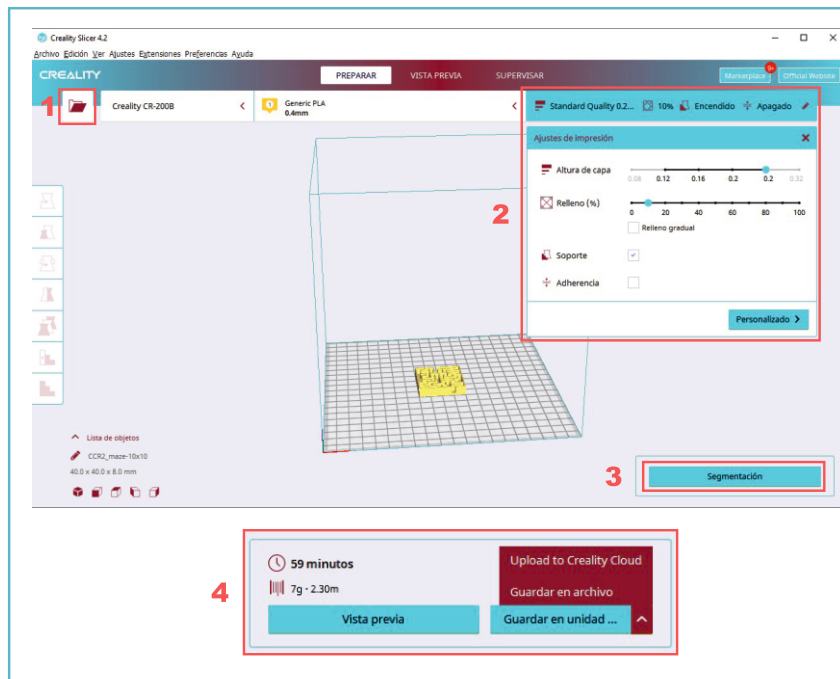 Creality Slicer 4.2
Archivo Edición Ver Ajustes Extensiones Preferencias Ayuda
CREALITY
PREPARAR
VISTA PREVIA
SUPERVISAR
Marketplace
9+
Official Website
1
Creality CR-200B
1
Generic PLA
0.4mm
Standard Quality 0.2...
10%
Encendido
Apagado
Ajustes de impresión
Altura de capa
0.08 0.12 0.16 0.2 0.2 0.32
2
Relleno (%)
0 20 40 60 80 100
Relleno gradual
Soporte
Adherencia
Personalizado
Lista de objetos
CCR2_maze-10x10
40.0 x 40.0 x 8.0 mm
3
Segmentación
4
59 minutos
7g · 2.30m
Vista previa
Upload to Creality Cloud
Guardar en archivo
Guardar en unidad ...